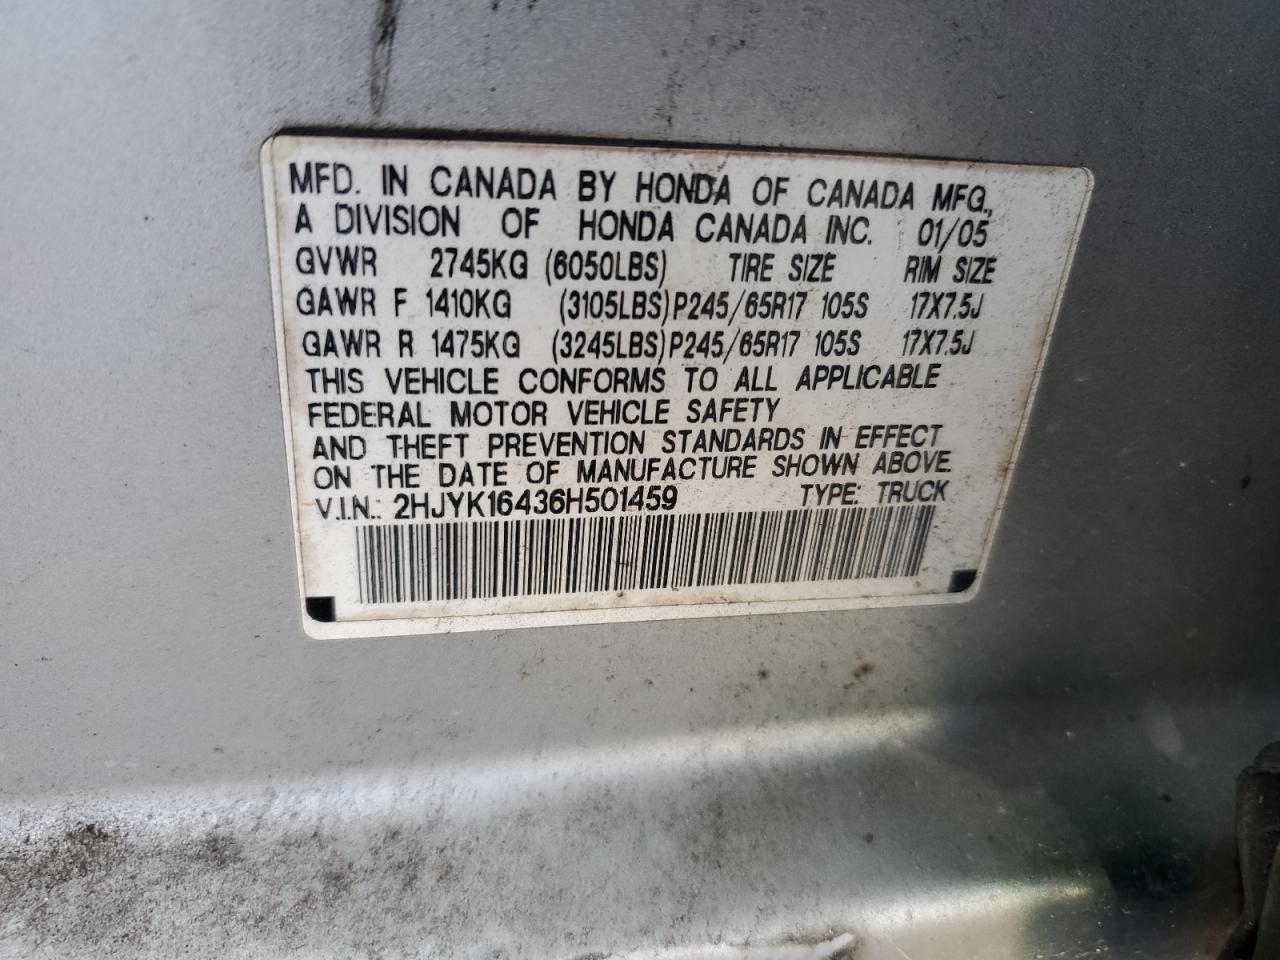 MFD. IN CANADA BY HONDA OF CANADA MFG.,
A DIVISION OF HONDA CANADA INC. 01/05
GVWR 2745KG (6050LBS) TIRE SIZE RIM SIZE
GAWR F 1410KG (3105LBS) P245/65R17 105S 17X7.5J
GAWR R 1475KG (3245LBS) P245/65R17 105S 17X7.5J
THIS VEHICLE CONFORMS TO ALL APPLICABLE
FEDERAL MOTOR VEHICLE SAFETY
AND THEFT PREVENTION STANDARDS IN EFFECT
ON THE DATE OF MANUFACTURE SHOWN ABOVE.
V.I.N.: 2HJYK16436H501459 TYPE: TRUCK